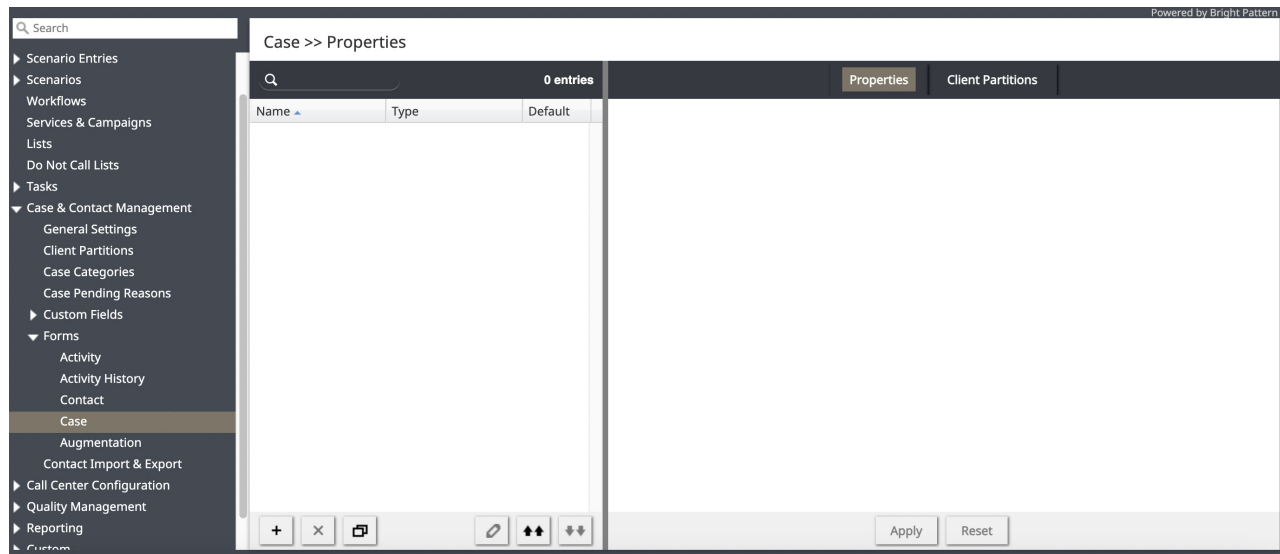 Powered by Bright Pattern
Search
Scenario Entries
Scenarios
Workflows
Services & Campaigns
Lists
Do Not Call Lists
Tasks
Case & Contact Management
General Settings
Client Partitions
Case Categories
Case Pending Reasons
Custom Fields
Forms
Activity
Activity History
Contact
Case
Augmentation
Contact Import & Export
Call Center Configuration
Quality Management
Reporting
Custom
Case >> Properties
0 entries
Name Type Default
Properties Client Partitions
Apply Reset